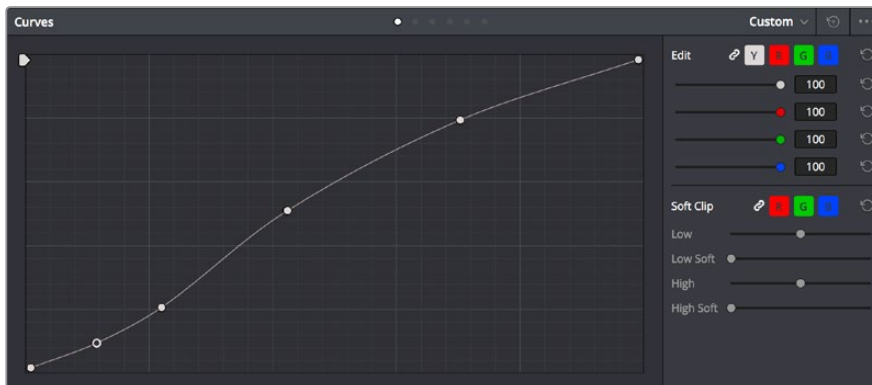 Curves
Custom
Edit Y R G B
100
100
100
100
Soft Clip R G B
Low
Low Soft
High
High Soft